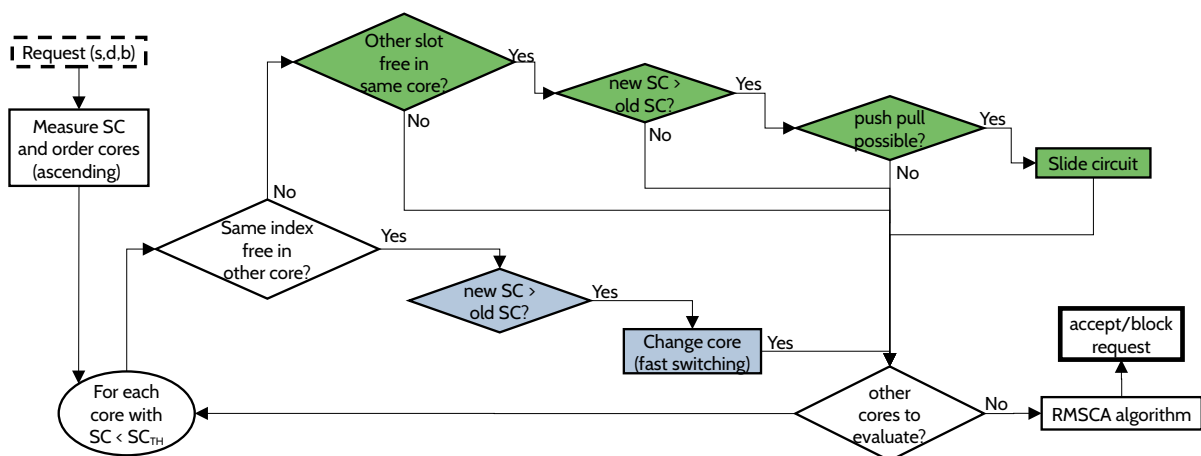 Request (s,d,b)
Measure SC
and order cores
(ascending)
For each
core with
SC < SCTH
Same index
free in
other core?
No
Yes
Other slot
free in
same core?
Yes
No
new SC >
old SC?
Yes
No
push pull
possible?
Yes
No
Slide circuit
new SC >
old SC?
Yes
Change core
(fast switching)
Yes
other
cores to
evaluate?
No
RMSCA algorithm
accept/block
request